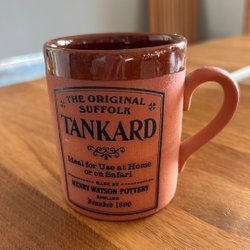 THE ORIGINAL
SUFFOLK
TANKARD
Ideal for Use at Home
or on Safari
MADE BY
HENRY WATSON POTTERY
ENGLAND
Founded 1800